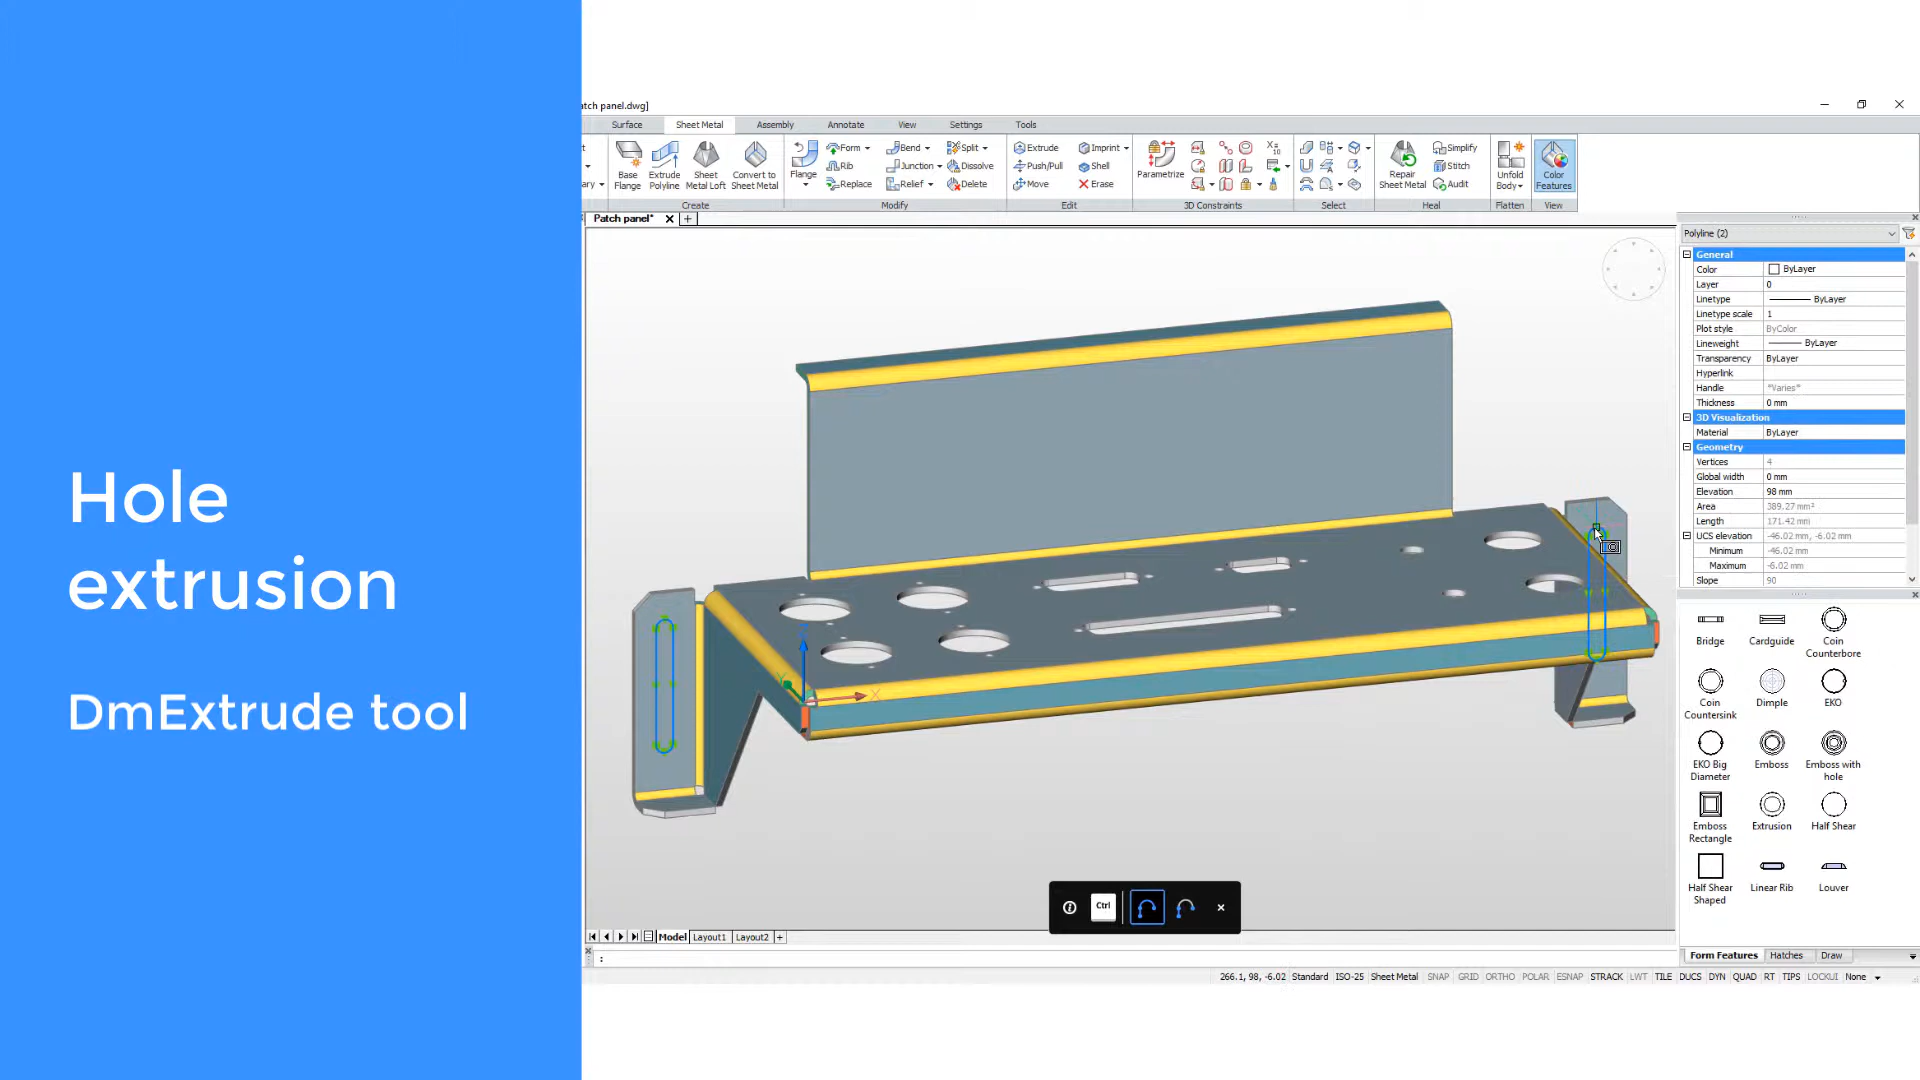 Hole
extrusion
DmExtrude tool
atch panel.dwg]
Surface Sheet Metal Assembly Annotate View Settings Tools
ary
Base Flange
Extrude Polyline
Sheet Metal Loft
Convert to Sheet Metal
Create
Flange
Form Bend Split
Rib Junction Dissolve
Replace Relief Delete
Modify
Extrude Imprint
Push/Pull Shell
Move Erase
Edit
Parametrize
3D Constraints
Select
Repair Sheet Metal
Simplify
Stitch
Audit
Heal
Unfold Body
Flatten
Color Features
View
Patch panel*
Polyline (2)
General
Color ByLayer
Layer 0
Linetype ByLayer
Linetype scale 1
Plot style ByColor
Lineweight ByLayer
Transparency ByLayer
Hyperlink
Handle *Varies*
Thickness 0 mm
3D Visualization
Material ByLayer
Geometry
Vertices 4
Global width 0 mm
Elevation 98 mm
Area 389.27 mm²
Length 171.42 mm
UCS elevation -46.02 mm, -6.02 mm
Minimum -46.02 mm
Maximum -6.02 mm
Slope 90
X
Bridge Cardguide Coin Counterbore
Coin Countersink Dimple EKO
EKO Big Diameter Emboss Emboss with hole
Emboss Rectangle Extrusion Half Shear
Half Shear Shaped Linear Rib Louver
Ctrl
Model Layout1 Layout2 +
:
Form Features Hatches Draw
266.1, 98, -6.02 Standard ISO-25 Sheet Metal SNAP GRID ORTHO POLAR ESNAP STRACK LWT TILE DUCS DYN QUAD RT TIPS LOCKUI None